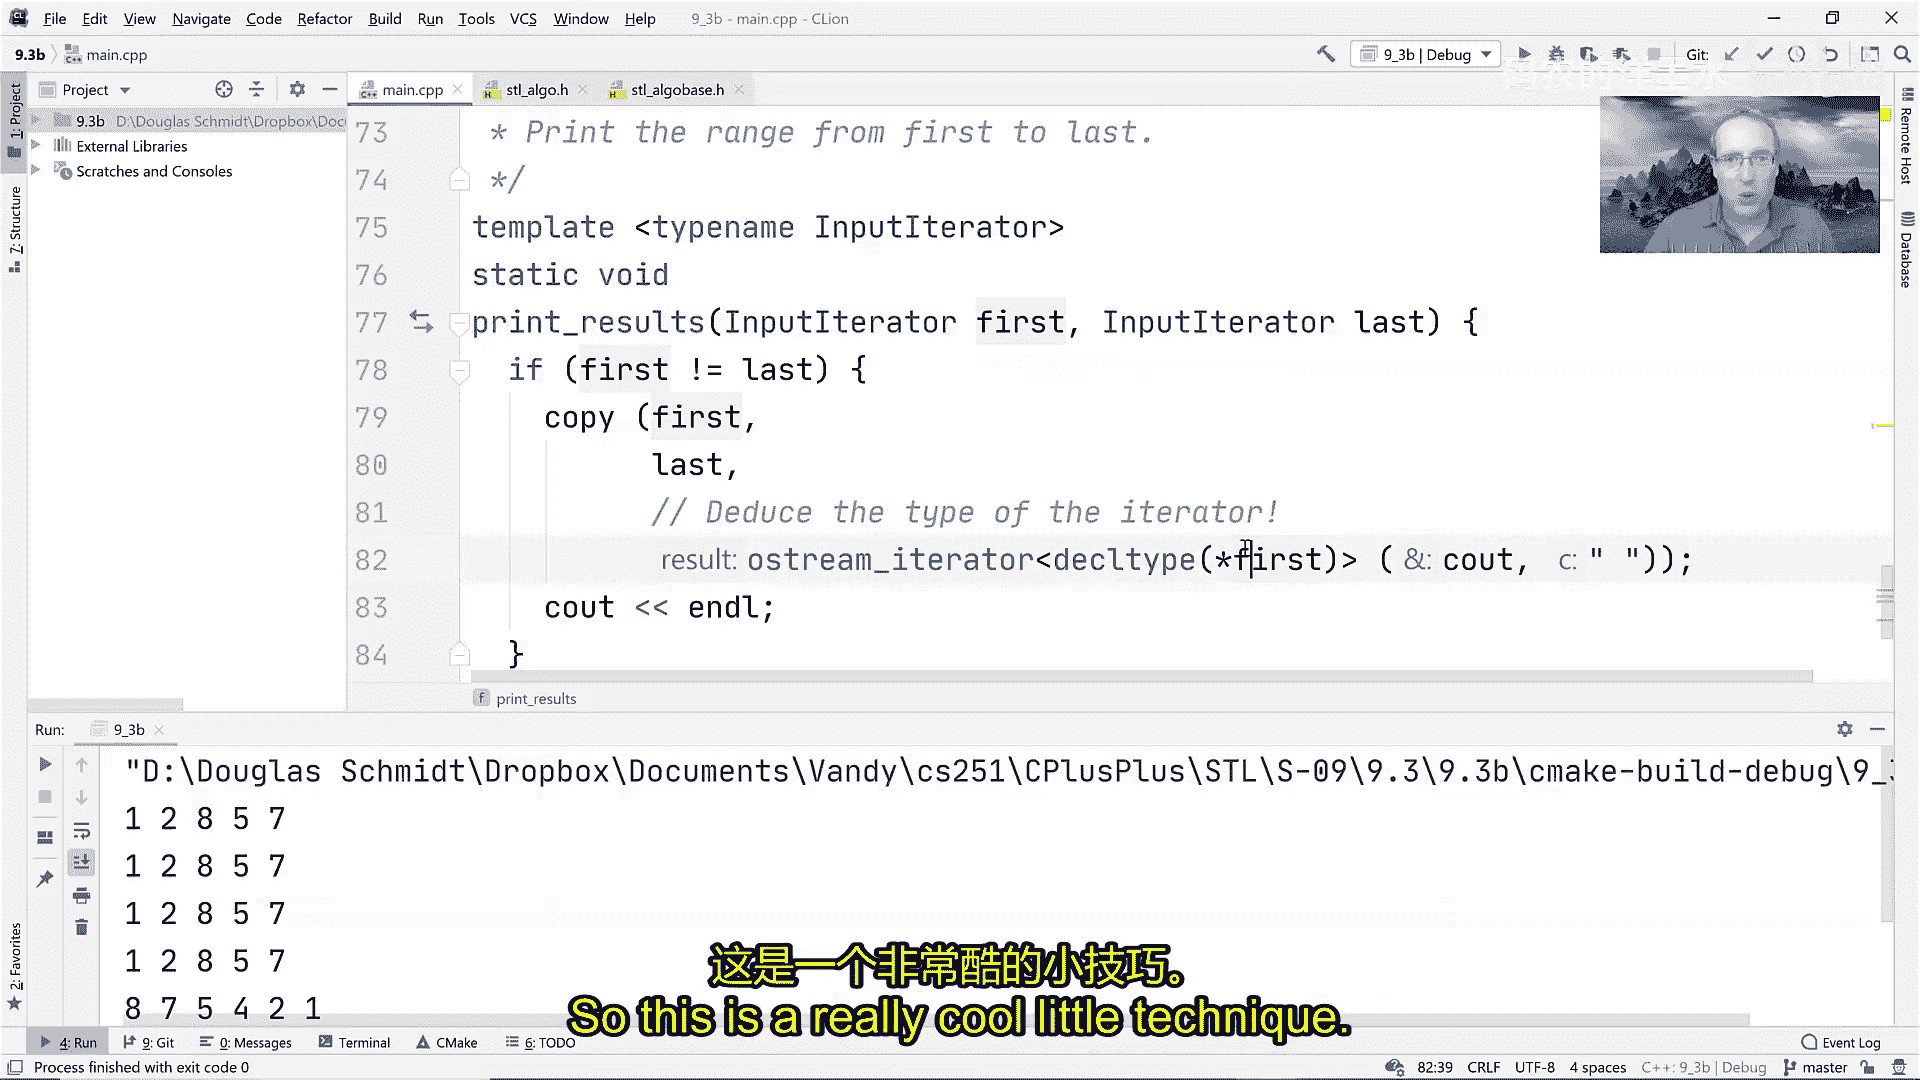 File Edit View Navigate Code Refactor Build Run Tools VCS Window Help 9_3b - main.cpp - CLion
9.3b main.cpp 9_3b | Debug Git:
码农的洋墨水
Project main.cpp stl_algo.h stl_algobase.h
9.3b D:\Douglas Schmidt\Dropbox\Doc
External Libraries
Scratches and Consoles
1: Project
7: Structure
2: Favorites
Remote Host
Database
73 * Print the range from first to last.
74 */
75 template <typename InputIterator>
76 static void
77 print_results(InputIterator first, InputIterator last) {
78 if (first != last) {
79 copy (first,
80 last,
81 // Deduce the type of the iterator!
82 result: ostream_iterator<decltype(*first)> ( &: cout, c: " "));
83 cout << endl;
84 }
f print_results
Run: 9_3b
"D:\Douglas Schmidt\Dropbox\Documents\Vandy\cs251\CPlusPlus\STL\S-09\9.3\9.3b\cmake-build-debug\9_3
1 2 8 5 7
1 2 8 5 7
1 2 8 5 7
1 2 8 5 7
8 7 5 4 2 1
这是一个非常酷的小技巧。
So this is a really cool little technique.
4: Run 9: Git 0: Messages Terminal CMake 6: TODO Event Log
Process finished with exit code 0 82:39 CRLF UTF-8 4 spaces C++: 9_3b | Debug master